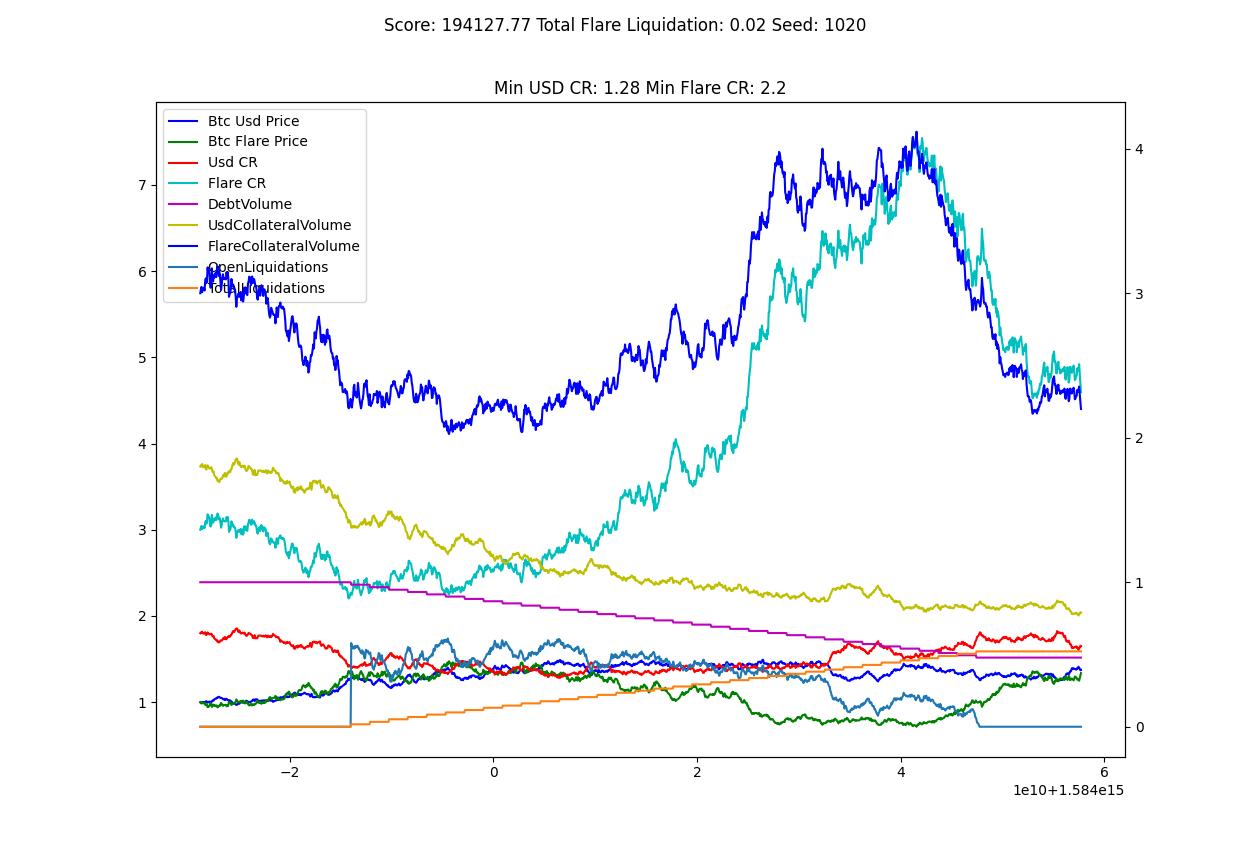 Score: 194127.77 Total Flare Liquidation: 0.02 Seed: 1020
Min USD CR: 1.28 Min Flare CR: 2.2
Btc Usd Price
Btc Flare Price
Usd CR
Flare CR
DebtVolume
UsdCollateralVolume
FlareCollateralVolume
OpenLiquidations
TotalLiquidations
7
6
5
4
3
2
1
4
3
2
1
0
−2
0
2
4
6
1e10+1.584e15